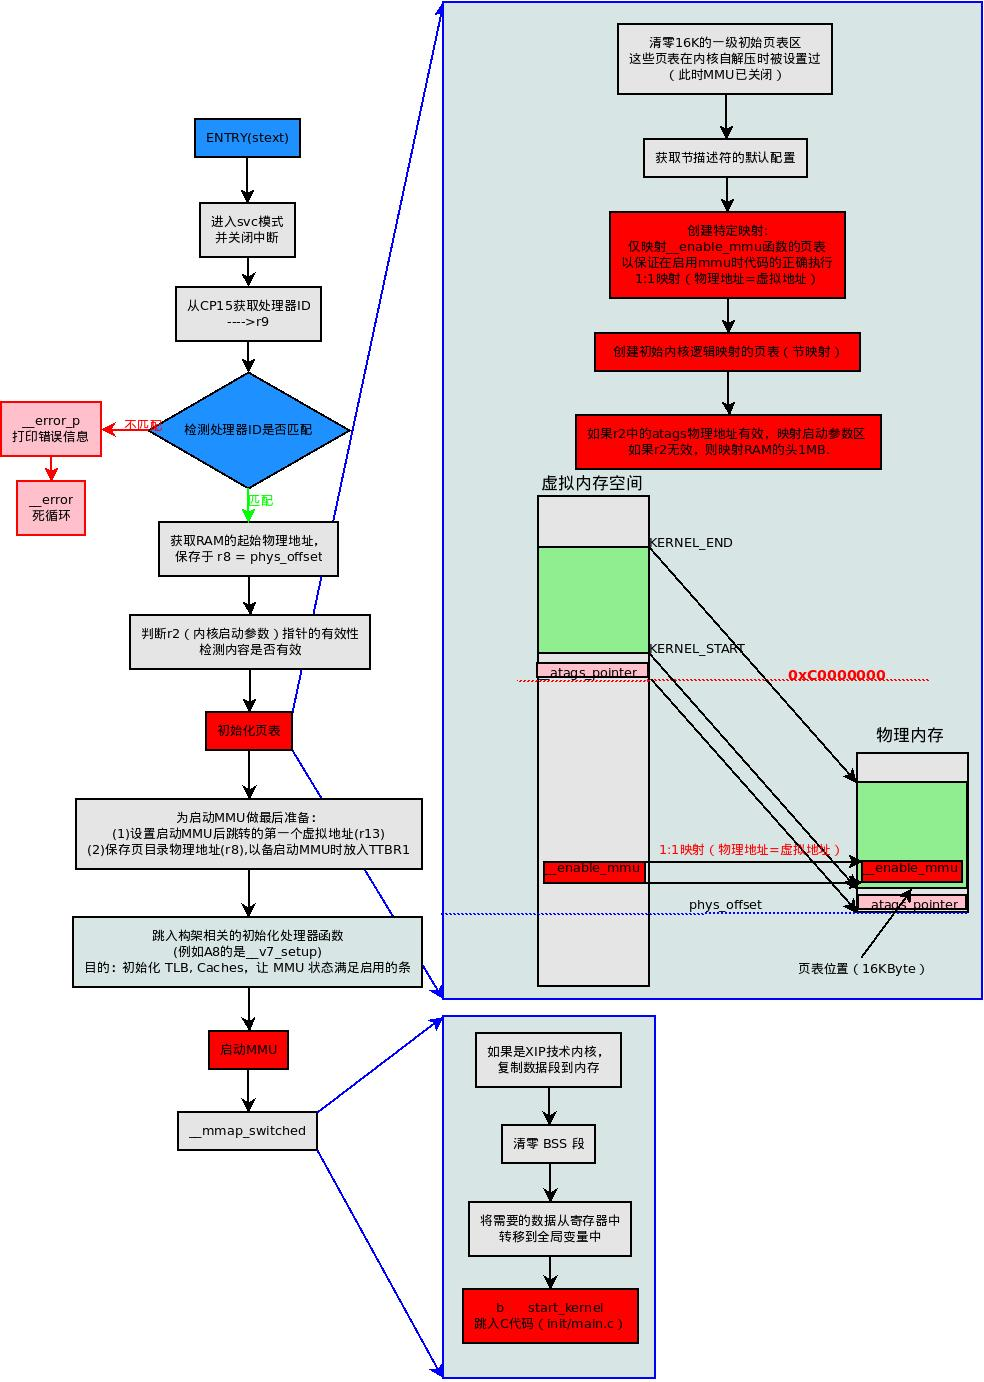 ENTRY(stext)
进入svc模式
并关闭中断
从CP15获取处理器ID
---->r9
检测处理器ID是否匹配
不匹配
__error_p
打印错误信息
__error
死循环
匹配
获取RAM的起始物理地址，
保存于 r8 = phys_offset
判断r2（内核启动参数）指针的有效性
检测内容是否有效
初始化页表
为启动MMU做最后准备：
(1)设置启动MMU后跳转的第一个虚拟地址(r13)
(2)保存页目录物理地址(r8),以备启动MMU时放入TTBR1
跳入构架相关的初始化处理器函数
(例如A8的是__v7_setup)
目的：初始化 TLB, Caches，让 MMU 状态满足启用的条
启动MMU
__mmap_switched
清零16K的一级初始页表区
这些页表在内核自解压时被设置过
（此时MMU已关闭）
获取节描述符的默认配置
创建特定映射:
仅映射__enable_mmu函数的页表
以保证在启用mmu时代码的正确执行
1:1映射（物理地址=虚拟地址）
创建初始内核逻辑映射的页表（节映射）
如果r2中的atags物理地址有效，映射启动参数区
如果r2无效，则映射RAM的头1MB.
虚拟内存空间
KERNEL_END
KERNEL_START
__atags_pointer
0xC0000000
物理内存
1:1映射（物理地址=虚拟地址）
__enable_mmu
__enable_mmu
phys_offset
__atags_pointer
页表位置（16KByte）
如果是XIP技术内核，
复制数据段到内存
清零 BSS 段
将需要的数据从寄存器中
转移到全局变量中
b start_kernel
跳入C代码（init/main.c）